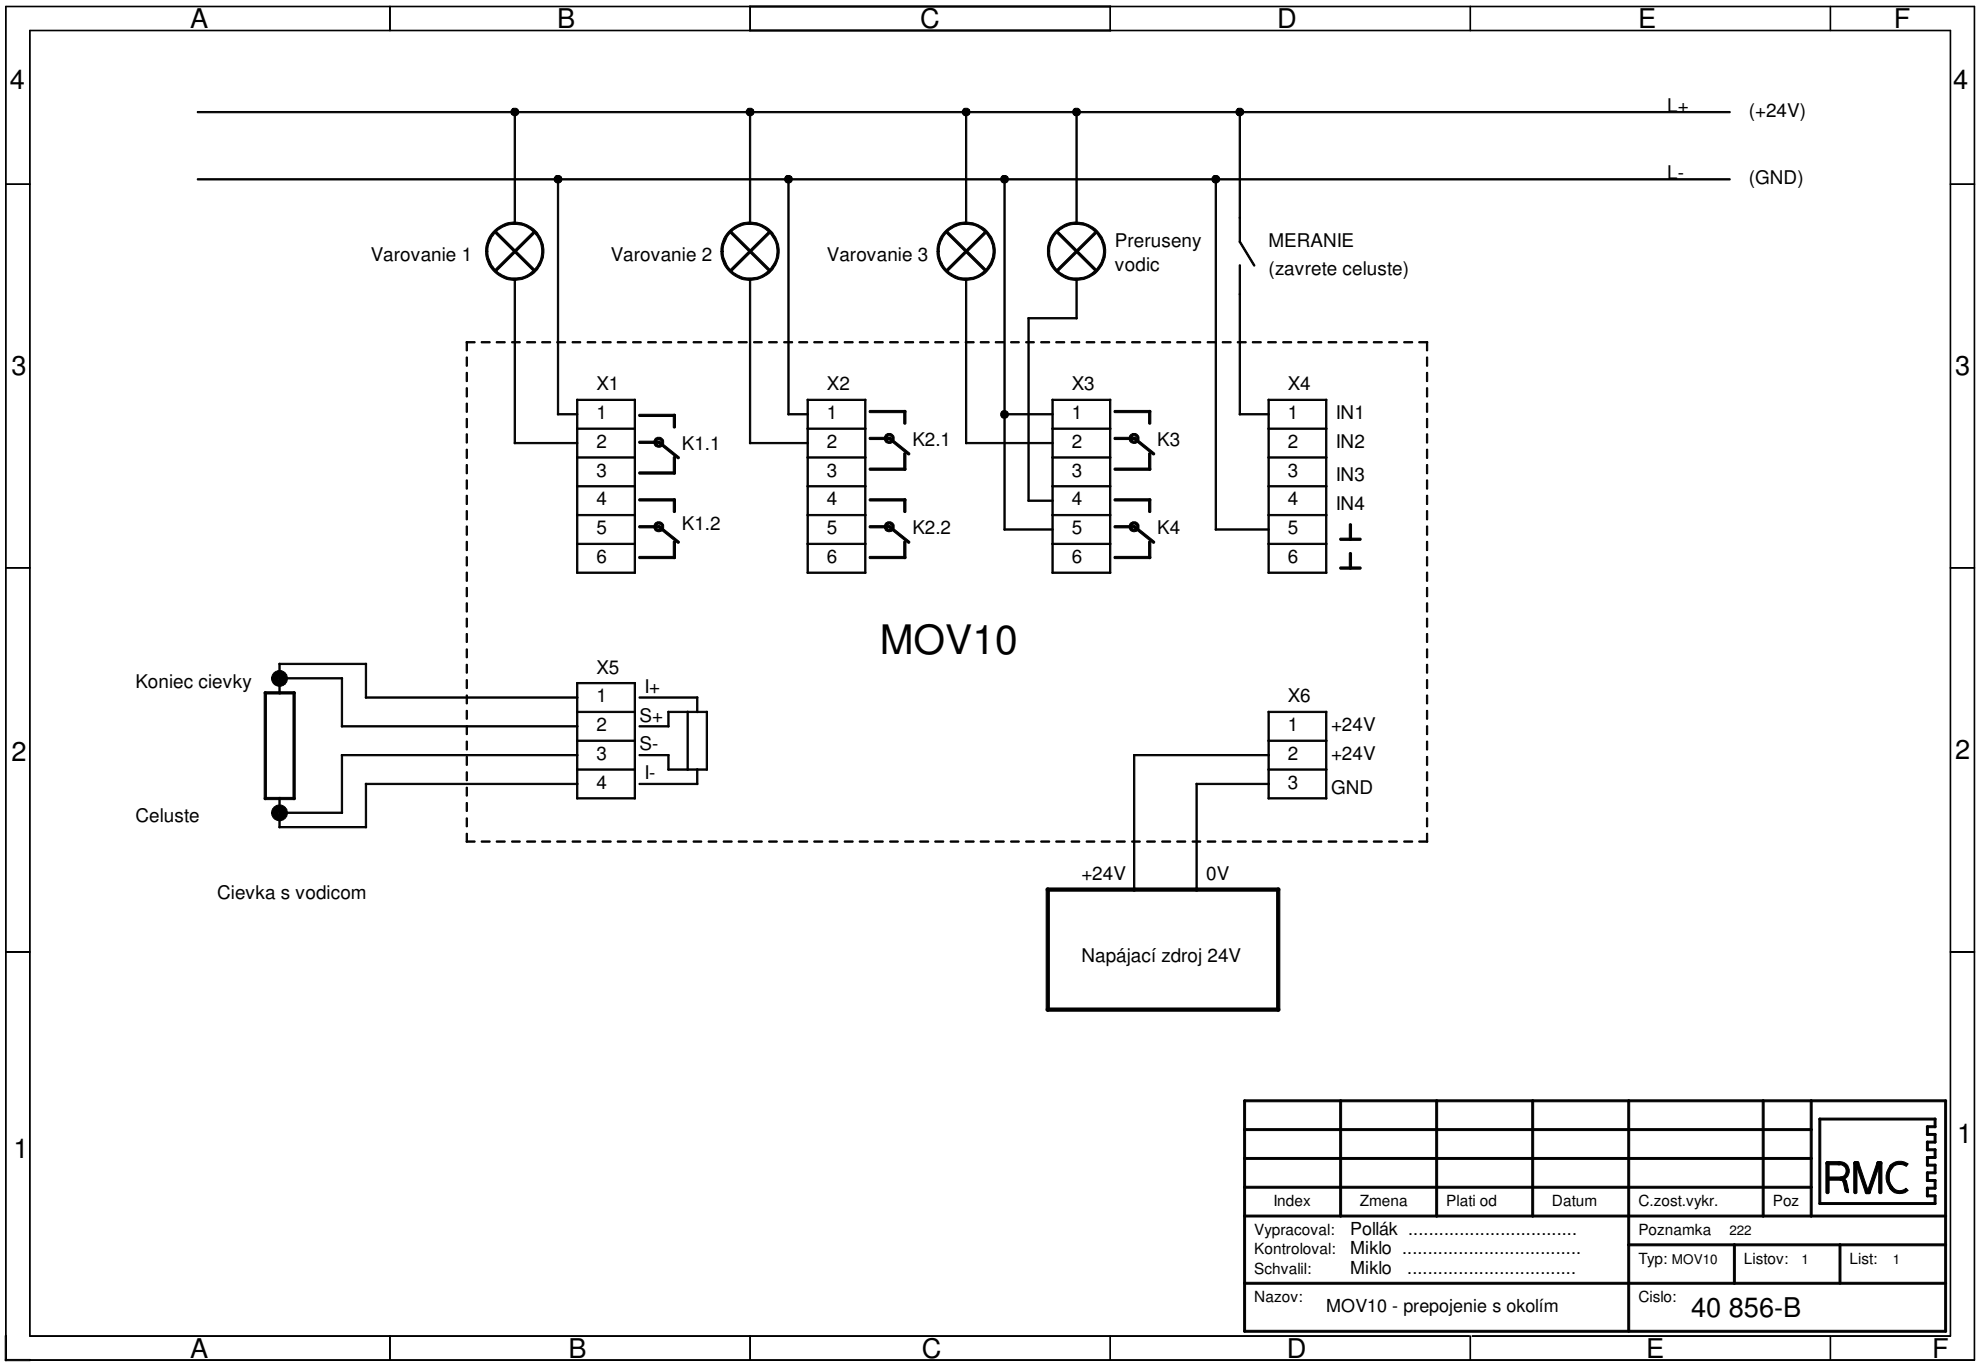 A B C D E F
4 4
L+ (+24V)
L- (GND)
Varovanie 1
Varovanie 2
Varovanie 3
Preruseny
vodic
MERANIE
(zavrete celuste)
3 3
X1
1
2
3
4
5
6
K1.1
K1.2
X2
1
2
3
4
5
6
K2.1
K2.2
X3
1
2
3
4
5
6
K3
K4
X4
1 IN1
2 IN2
3 IN3
4 IN4
5
6
MOV10
Koniec cievky
Celuste
Cievka s vodicom
X5
1 I+
2 S+
3 S-
4 I-
X6
1 +24V
2 +24V
3 GND
2 2
+24V 0V
Napájací zdroj 24V
1 1
RMC
Index Zmena Plati od Datum C.zost.vykr. Poz
Vypracoval: Pollák ................................
Kontroloval: Miklo ..................................
Schvalil: Miklo ................................
Poznamka 222
Typ: MOV10 Listov: 1 List: 1
Nazov: MOV10 - prepojenie s okolím
Cislo: 40 856-B
A B C D E F